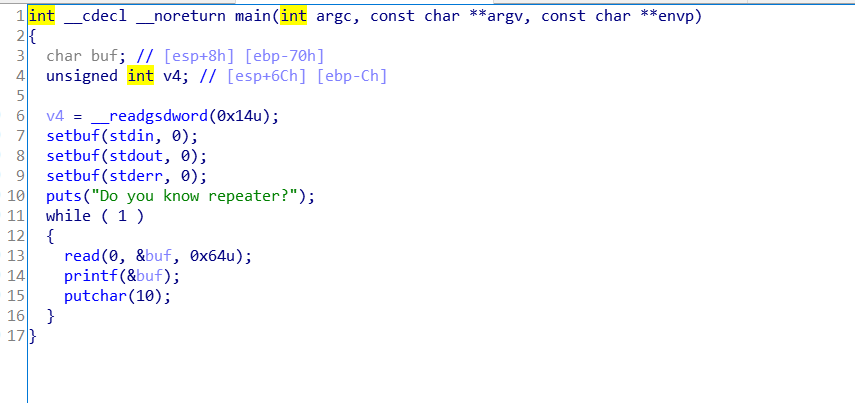 1 int __cdecl __noreturn main(int argc, const char **argv, const char **envp)
2 {
3 char buf; // [esp+8h] [ebp-70h]
4 unsigned int v4; // [esp+6Ch] [ebp-Ch]
5
6 v4 = __readgsdword(0x14u);
7 setbuf(stdin, 0);
8 setbuf(stdout, 0);
9 setbuf(stderr, 0);
10 puts("Do you know repeater?");
11 while ( 1 )
12 {
13 read(0, &buf, 0x64u);
14 printf(&buf);
15 putchar(10);
16 }
17 }